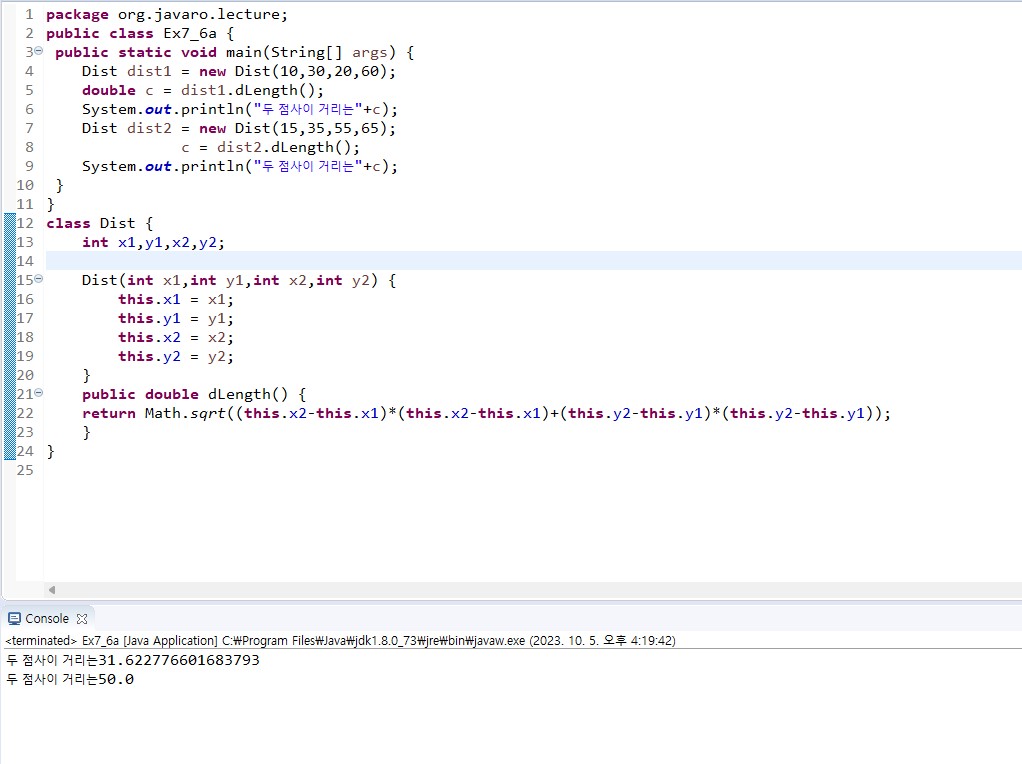 1 package org.javaro.lecture;
2 public class Ex7_6a {
3 public static void main(String[] args) {
4 Dist dist1 = new Dist(10,30,20,60);
5 double c = dist1.dLength();
6 System.out.println("두 점사이 거리는"+c);
7 Dist dist2 = new Dist(15,35,55,65);
8 c = dist2.dLength();
9 System.out.println("두 점사이 거리는"+c);
10 }
11 }
12 class Dist {
13 int x1,y1,x2,y2;
14
15 Dist(int x1,int y1,int x2,int y2) {
16 this.x1 = x1;
17 this.y1 = y1;
18 this.x2 = x2;
19 this.y2 = y2;
20 }
21 public double dLength() {
22 return Math.sqrt((this.x2-this.x1)*(this.x2-this.x1)+(this.y2-this.y1)*(this.y2-this.y1));
23 }
24 }
25
Console
<terminated> Ex7_6a [Java Application] C:₩Program Files₩Java₩jdk1.8.0_73₩jre₩bin₩javaw.exe (2023. 10. 5. 오후 4:19:42)
두 점사이 거리는31.622776601683793
두 점사이 거리는50.0